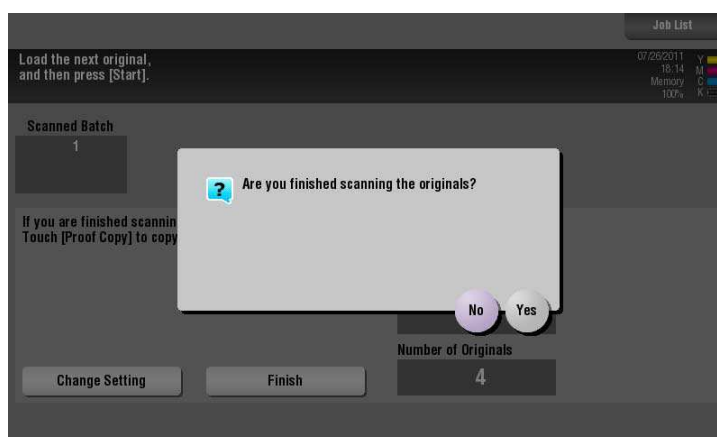 Job List
Load the next original,
and then press [Start].
07/26/2011
18:14
Memory
100%
Y
M
C
K
Scanned Batch
1
Are you finished scanning the originals?
If you are finished scannin
Touch [Proof Copy] to copy
No
Yes
Number of Originals
4
Change Setting
Finish